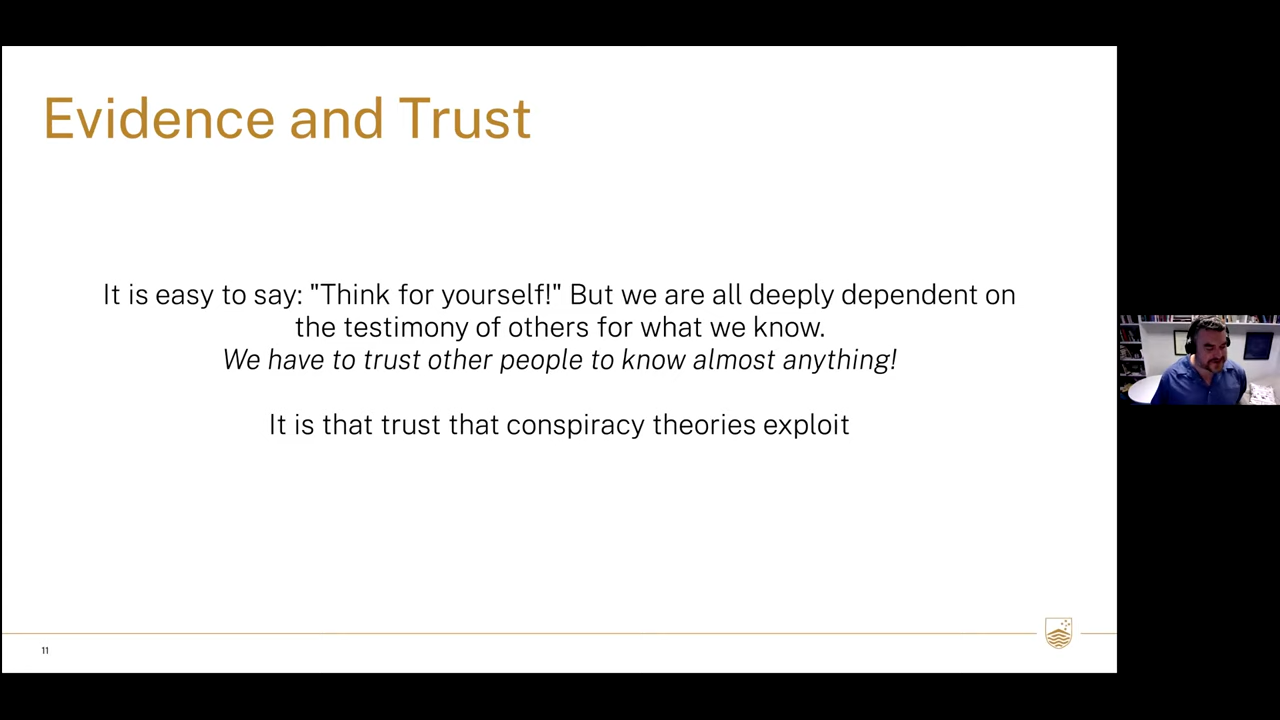 Evidence and Trust
It is easy to say: "Think for yourself!" But we are all deeply dependent on
the testimony of others for what we know.
We have to trust other people to know almost anything!
It is that trust that conspiracy theories exploit
11